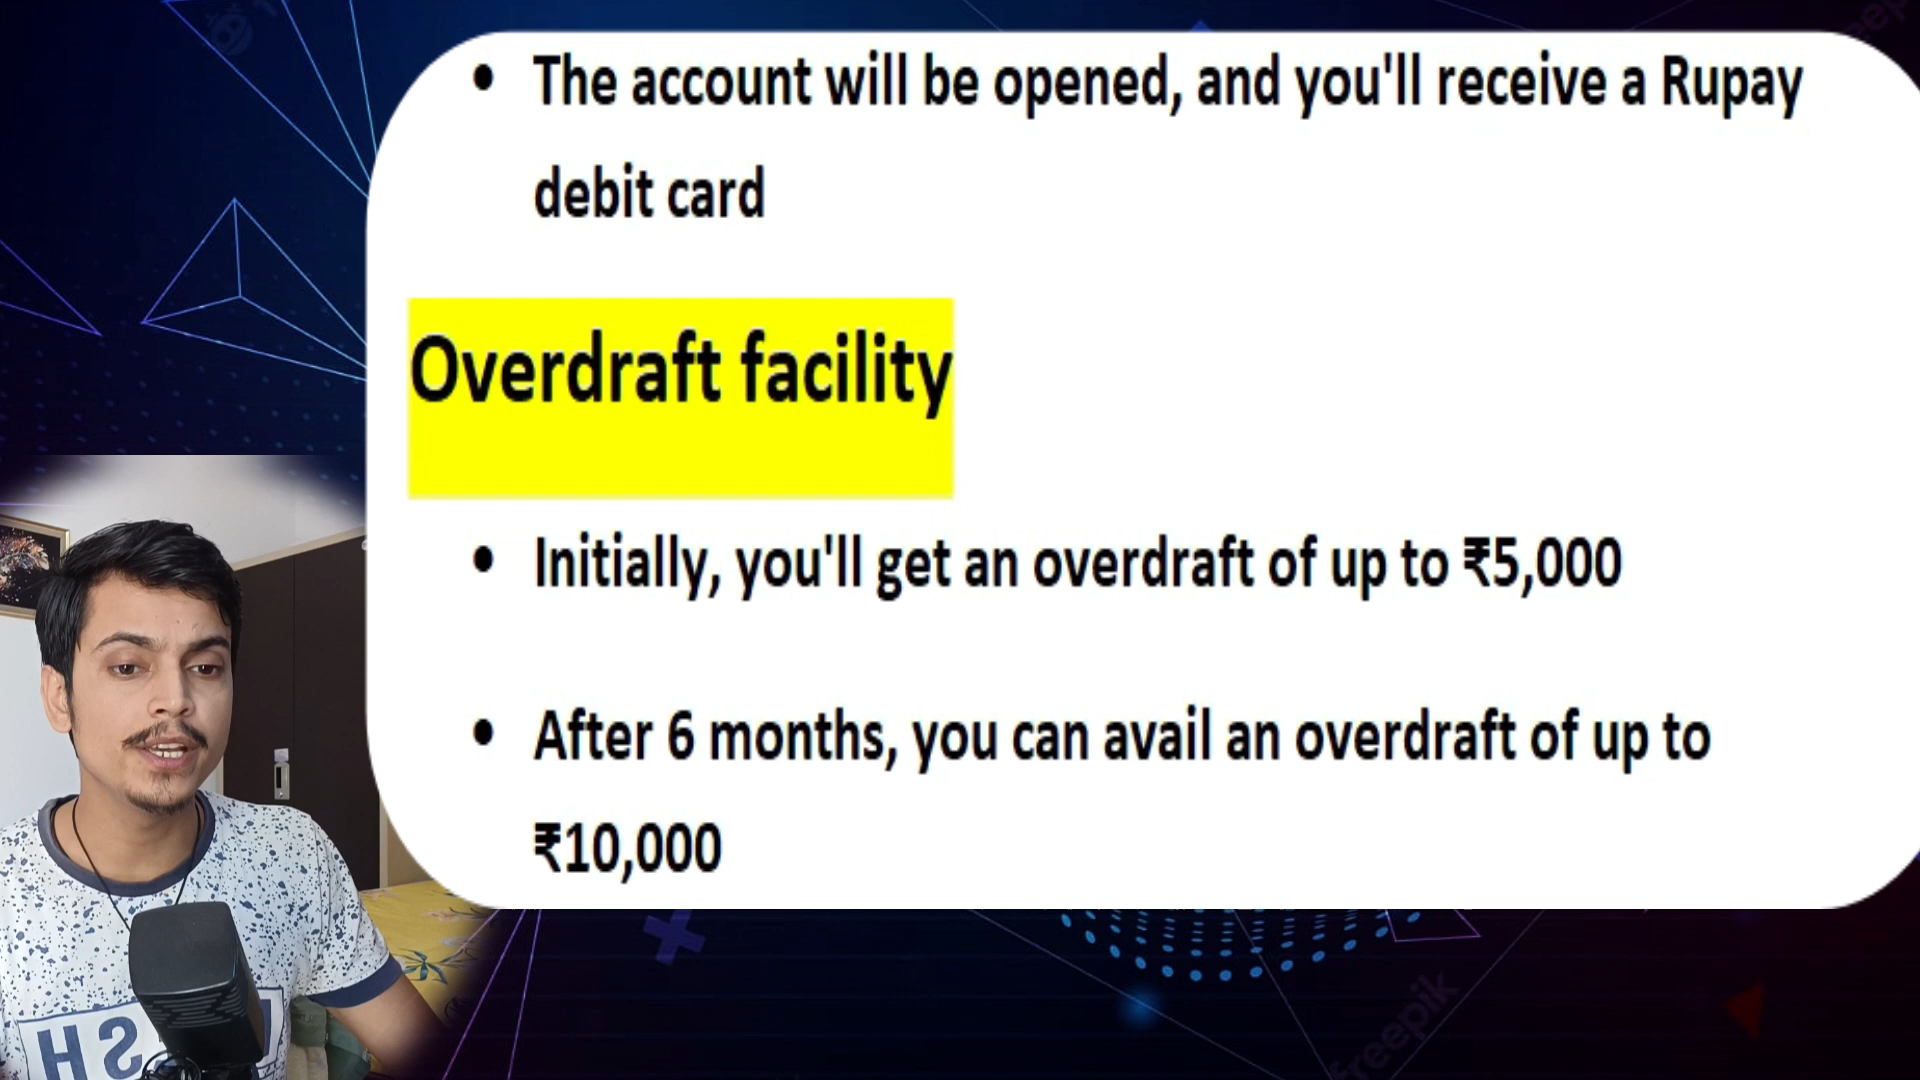 The account will be opened, and you'll receive a Rupay
debit card
Overdraft facility
Initially, you'll get an overdraft of up to ₹5,000
After 6 months, you can avail an overdraft of up to
₹10,000
freepik